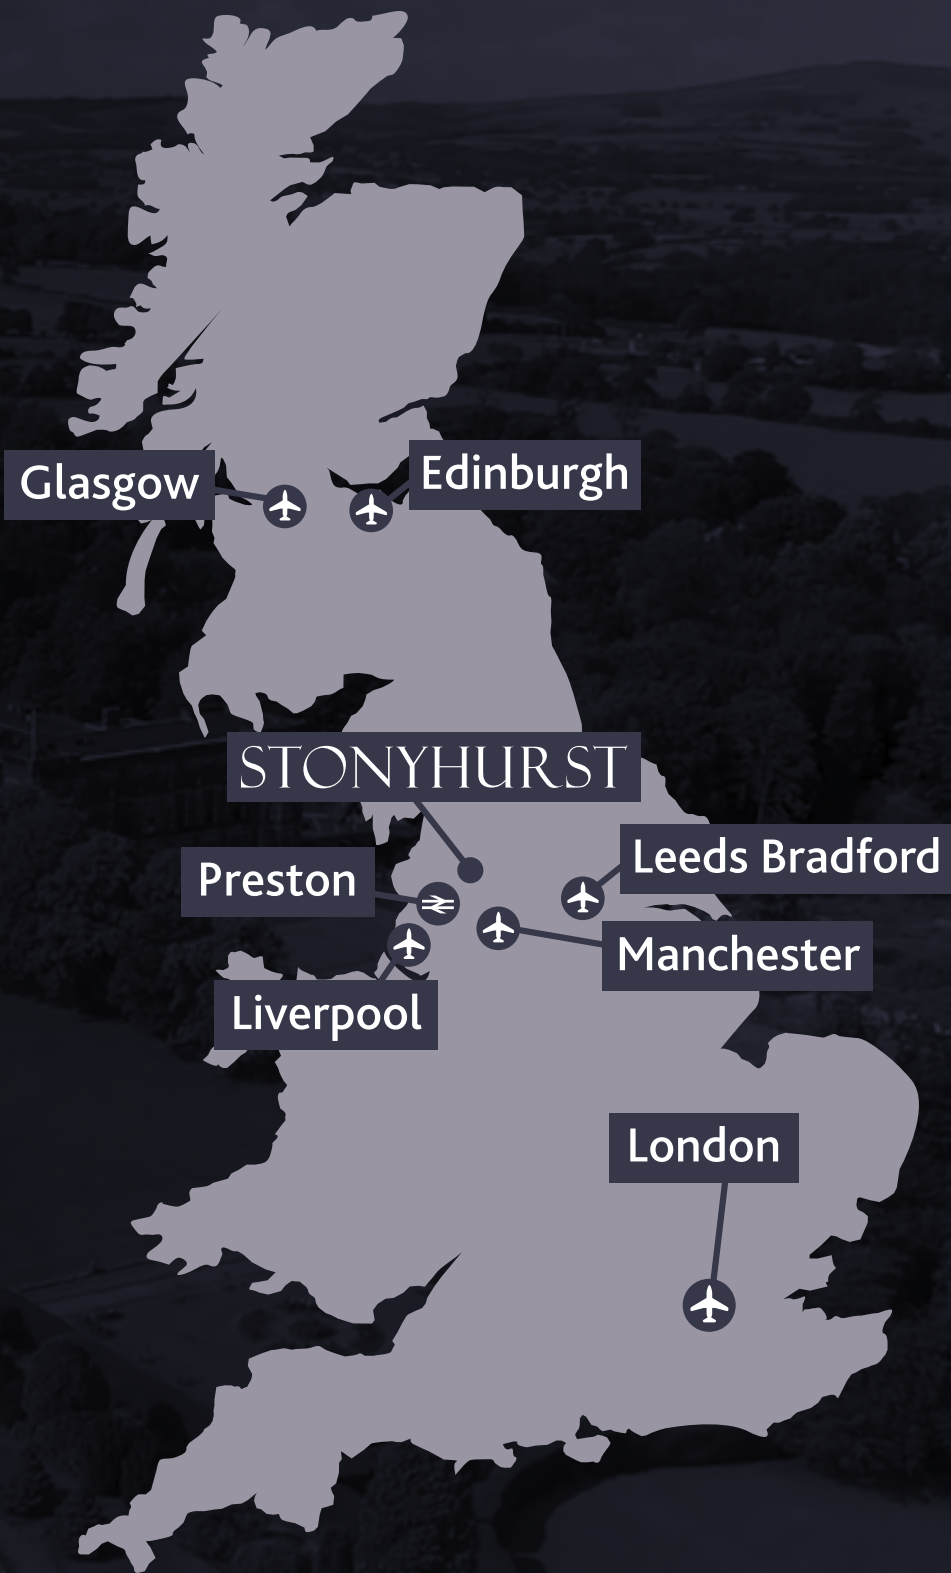 Glasgow
Edinburgh
STONYHURST
Leeds Bradford
Preston
Manchester
Liverpool
London